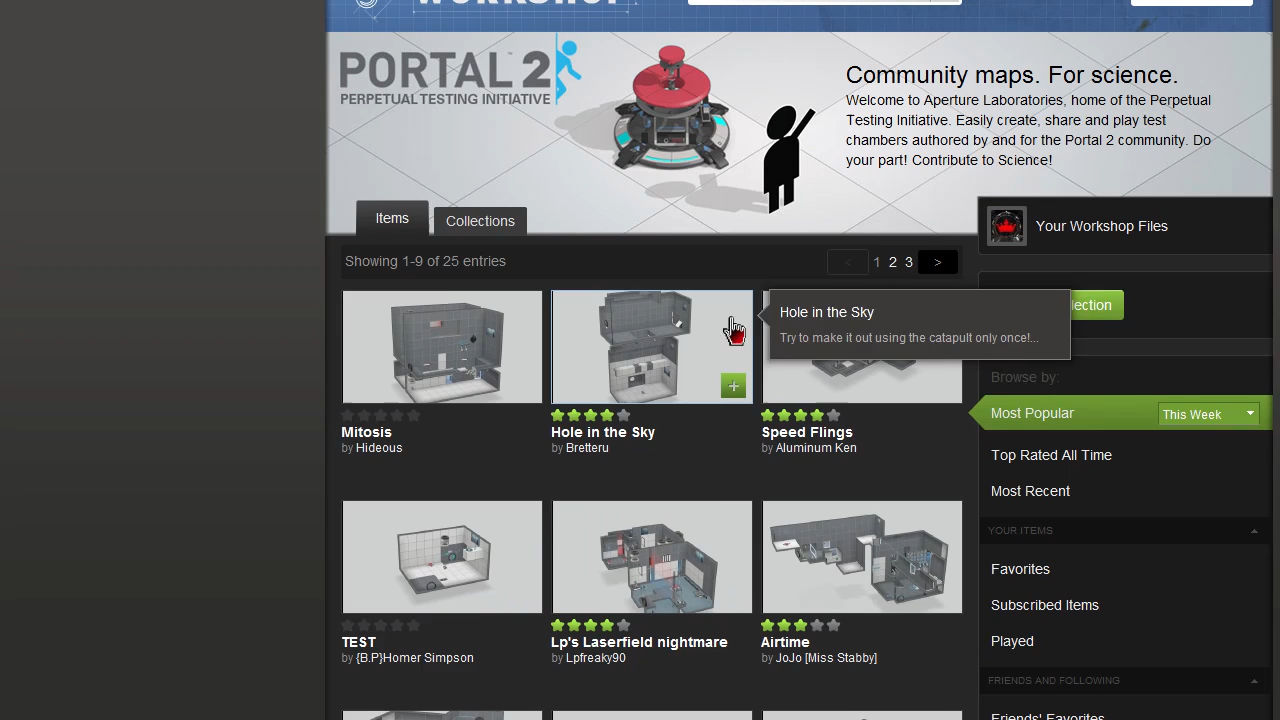 WORKSHOP
PORTAL 2™
PERPETUAL TESTING INITIATIVE
Community maps. For science.
Welcome to Aperture Laboratories, home of the Perpetual
Testing Initiative. Easily create, share and play test
chambers authored by and for the Portal 2 community. Do
your part! Contribute to Science!
Items
Collections
Your Workshop Files
Showing 1-9 of 25 entries
< 1 2 3 >
Hole in the Sky
Try to make it out using the catapult only once!...
llection
Mitosis
by Hideous
Hole in the Sky
by Bretteru
Speed Flings
by Aluminum Ken
Browse by:
Most Popular
This Week
Top Rated All Time
Most Recent
YOUR ITEMS
Favorites
Subscribed Items
Played
TEST
by {B.P}Homer Simpson
Lp's Laserfield nightmare
by Lpfreaky90
Airtime
by JoJo [Miss Stabby]
FRIENDS AND FOLLOWING
Friends' Favorites